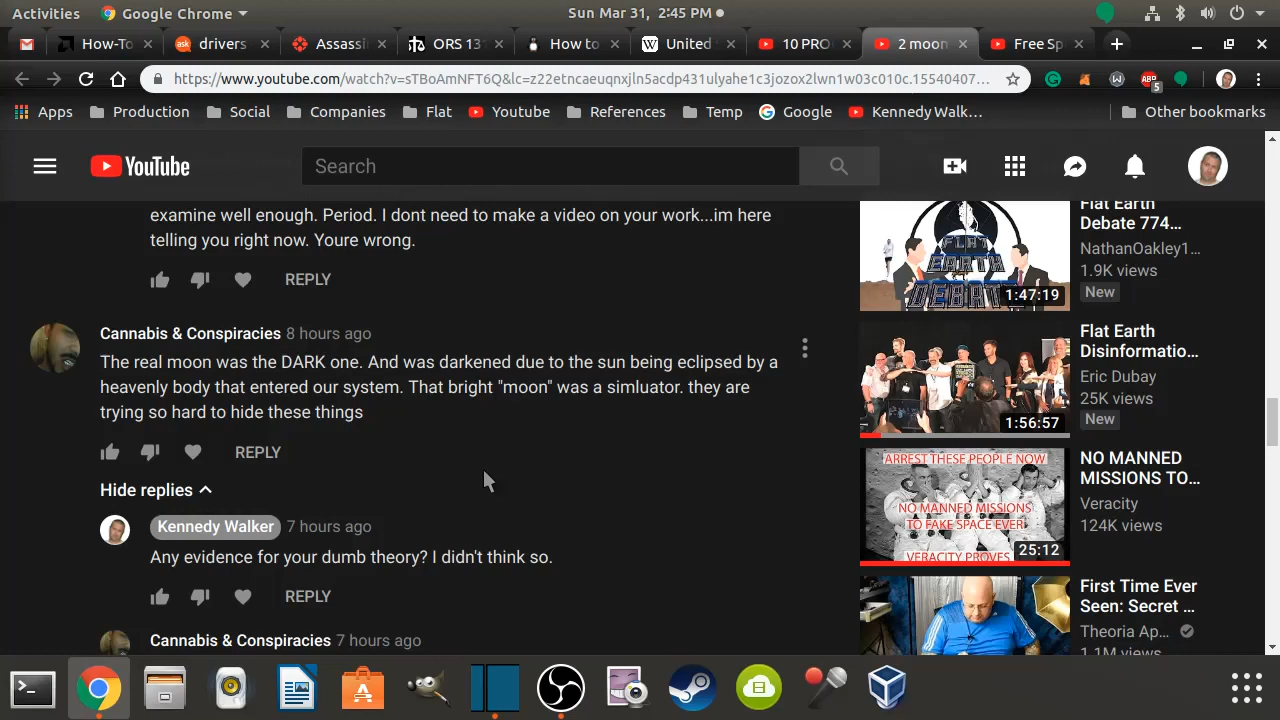 Activities
Google Chrome
Sun Mar 31, 2:45 PM
How-To
drivers
Assassi
ORS 131
How to
United
10 PRO
2 moon
Free Sp
https://www.youtube.com/watch?v=sTBoAmNFT6Q&lc=z22etncaeuqnxjln5acdp431ulyahe1c3jozox2lwn1w03c010c.15540407...
5
Apps
Production
Social
Companies
Flat
Youtube
References
Temp
Google
Kennedy Walk...
Other bookmarks
YouTube
Search
examine well enough. Period. I dont need to make a video on your work...im here
telling you right now. Youre wrong.
REPLY
Cannabis & Conspiracies 8 hours ago
The real moon was the DARK one. And was darkened due to the sun being eclipsed by a
heavenly body that entered our system. That bright "moon" was a simluator. they are
trying so hard to hide these things
REPLY
Hide replies
Kennedy Walker 7 hours ago
Any evidence for your dumb theory? I didn't think so.
REPLY
Cannabis & Conspiracies 7 hours ago
FLAT
EARTH
DEBATE
1:47:19
Flat Earth
Debate 774...
NathanOakley1...
1.9K views
New
1:56:57
Flat Earth
Disinformatio...
Eric Dubay
25K views
New
ARREST THESE PEOPLE NOW
NO MANNED MISSIONS
TO FAKE SPACE EVER
VERACITY PROVES
25:12
NO MANNED
MISSIONS TO...
Veracity
124K views
First Time Ever
Seen: Secret ...
Theoria Ap...
1.1M views